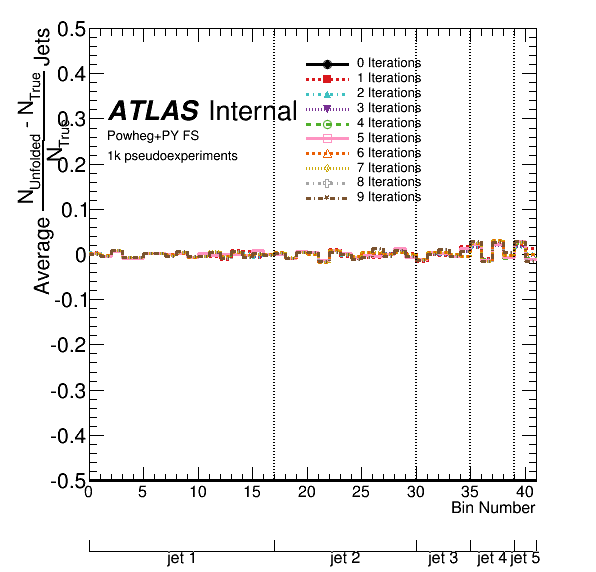 Average N_Unfolded - N_True Jets
N_True
0.5
0.4
0.3
0.2
0.1
0
-0.1
-0.2
-0.3
-0.4
-0.5
ATLAS Internal
Powheg+PY FS
1k pseudoexperiments
0 Iterations
1 Iterations
2 Iterations
3 Iterations
4 Iterations
5 Iterations
6 Iterations
7 Iterations
8 Iterations
9 Iterations
0 5 10 15 20 25 30 35 40
Bin Number
jet 1 jet 2 jet 3 jet 4 jet 5